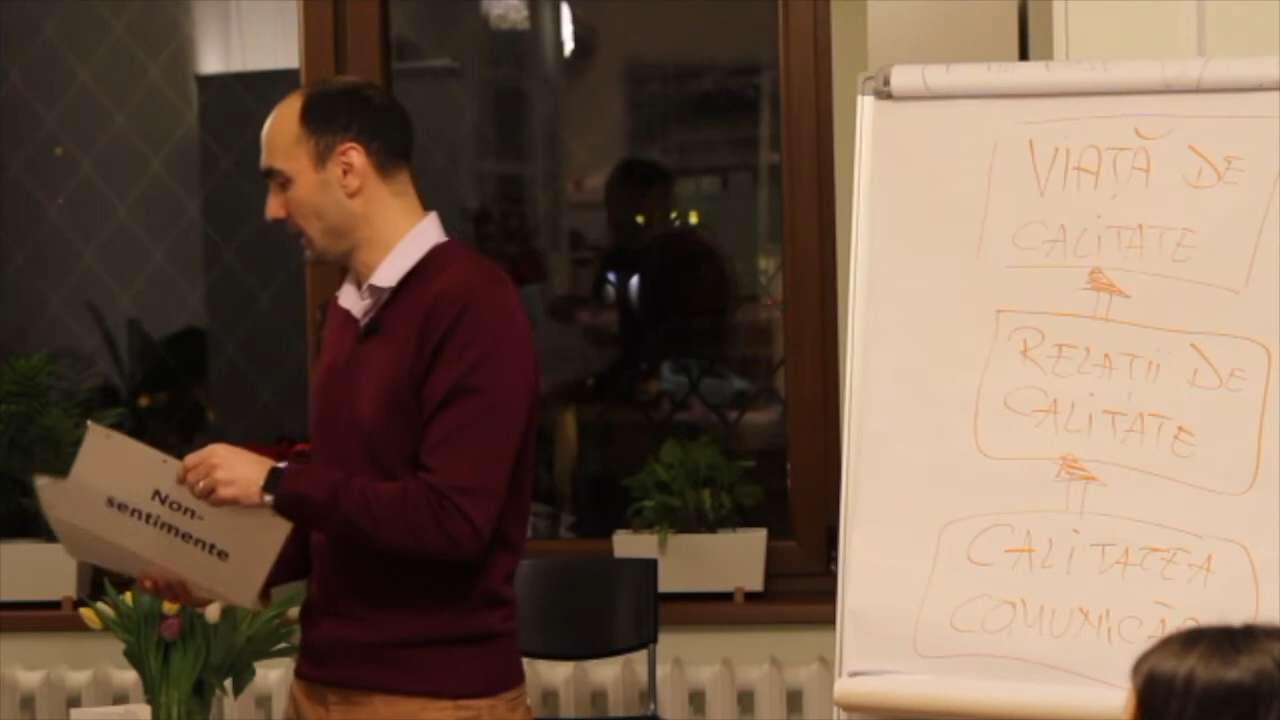 Non-
sentimente
VIAȚĂ DE
CALITATE
RELAȚII DE
CALITATE
CALITATEA